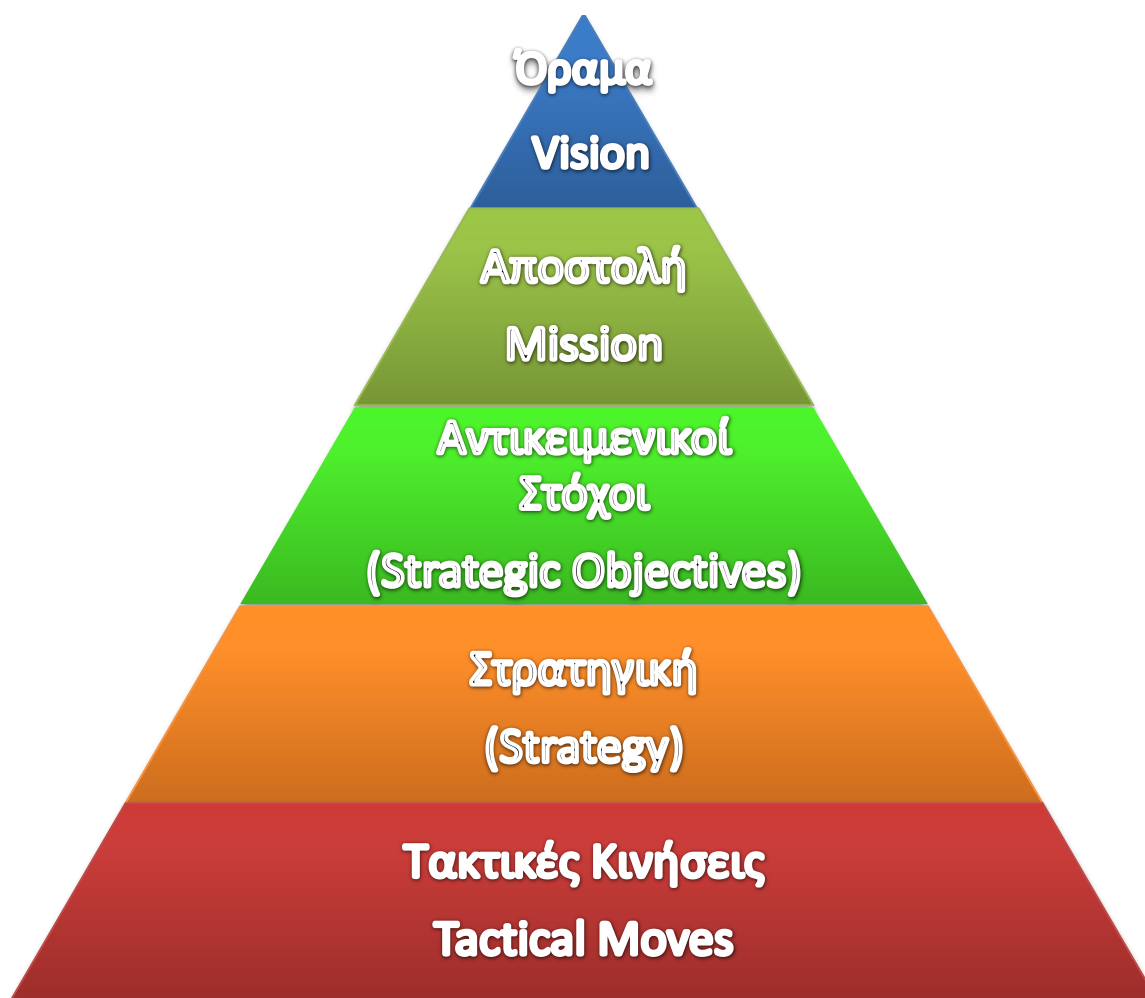 Όραμα
Vision
Αποστολή
Mission
Αντικειμενικοί
Στόχοι
(Strategic Objectives)
Στρατηγική
(Strategy)
Τακτικές Κινήσεις
Tactical Moves